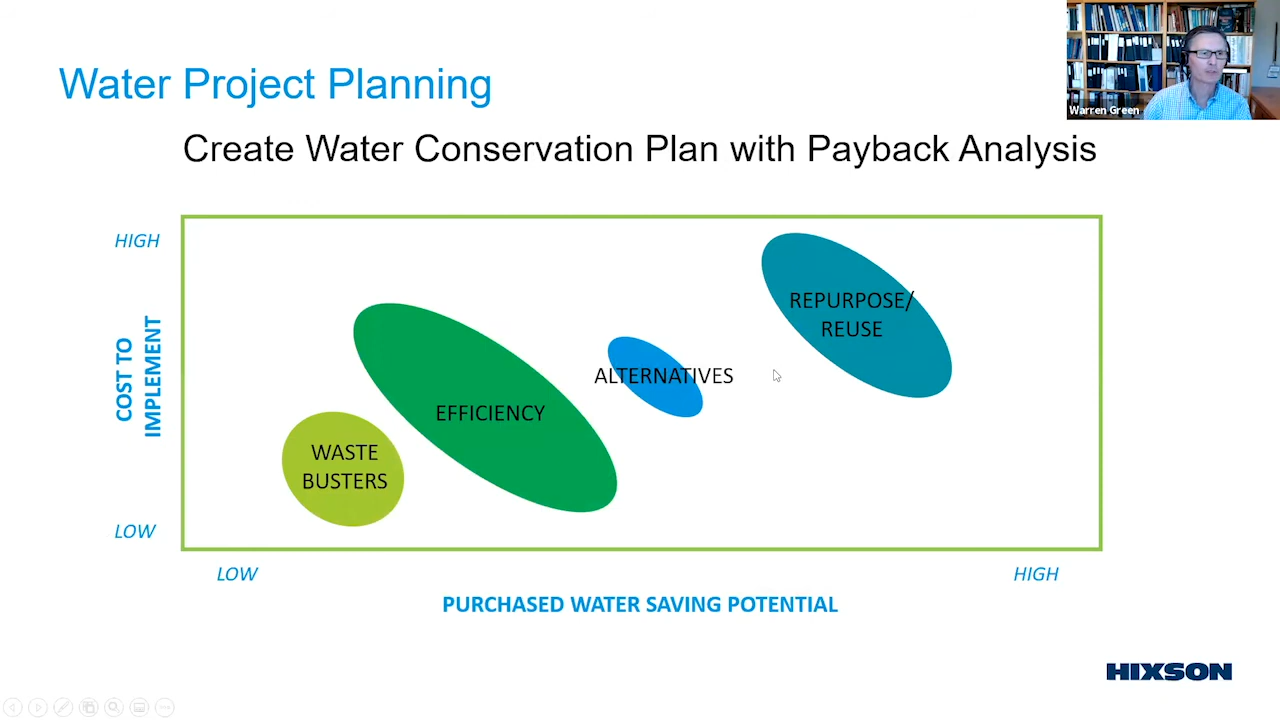 Water Project Planning
Warren Green
Create Water Conservation Plan with Payback Analysis
HIGH
COST TO
IMPLEMENT
LOW
REPURPOSE/
REUSE
ALTERNATIVES
EFFICIENCY
WASTE
BUSTERS
LOW
HIGH
PURCHASED WATER SAVING POTENTIAL
HIXSON